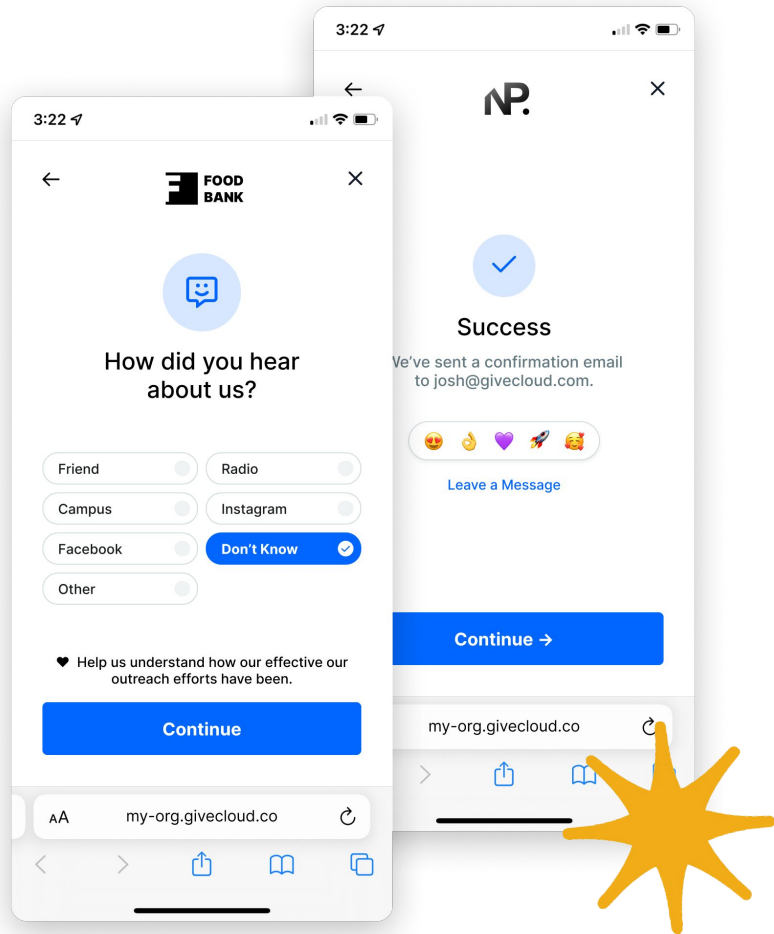 3:22
FOOD
BANK
How did you hear
about us?
Friend
Radio
Campus
Instagram
Facebook
Don't Know
Other
Help us understand how our effective our
outreach efforts have been.
Continue
AA
my-org.givecloud.co
3:22
NP.
Success
We've sent a confirmation email
to josh@givecloud.com.
Leave a Message
Continue →
my-org.givecloud.co